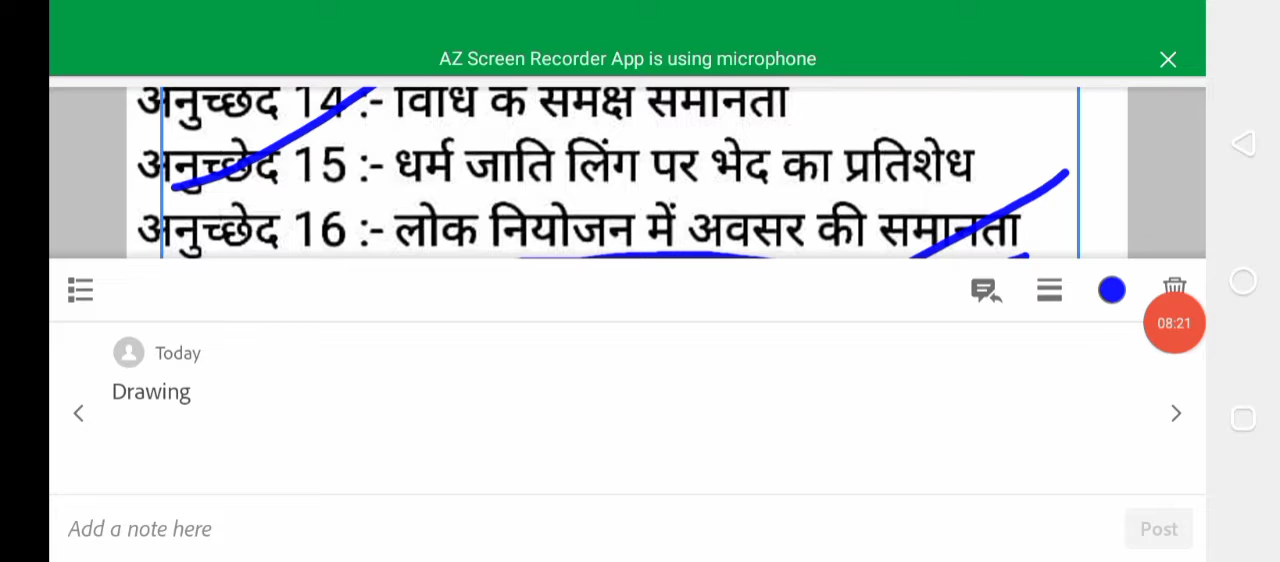 AZ Screen Recorder App is using microphone
अनुच्छेद 14 :- विधि के समक्ष समानता
अनुच्छेद 15 :- धर्म जाति लिंग पर भेद का प्रतिशेध
अनुच्छेद 16 :- लोक नियोजन में अवसर की समानता
08:21
Today
Drawing
Add a note here
Post